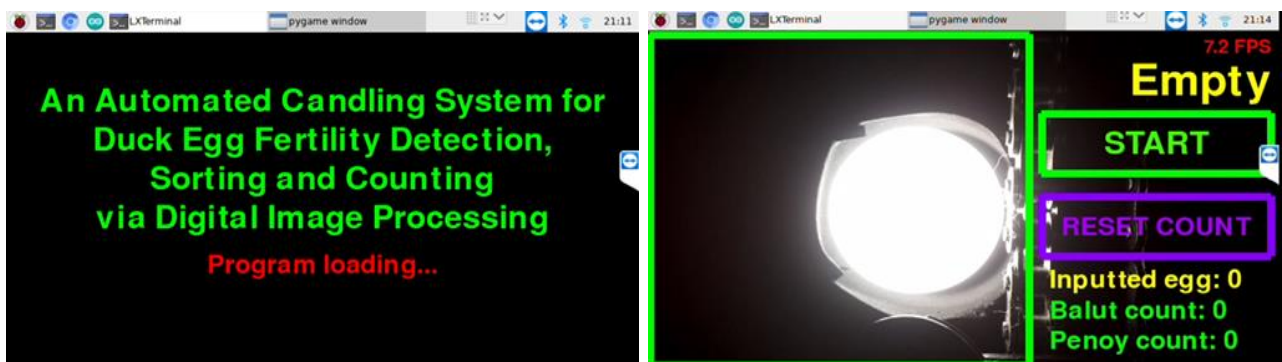 LXTerminal
pygame window
21:11
An Automated Candling System for
Duck Egg Fertility Detection,
Sorting and Counting
via Digital Image Processing
Program loading...
LXTerminal
pygame window
21:14
7.2 FPS
Empty
START
RESET COUNT
Inputted egg: 0
Balut count: 0
Penoy count: 0